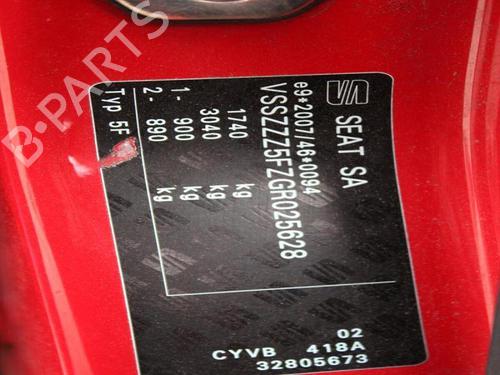 SEAT SA
e9*2007/46*0094
VSSZZZ5FZGR025628
1740 kg
3040 kg
1- 900 kg
2- 890 kg
Typ 5F
02
CYVB 418A
32805673
B-PARTS